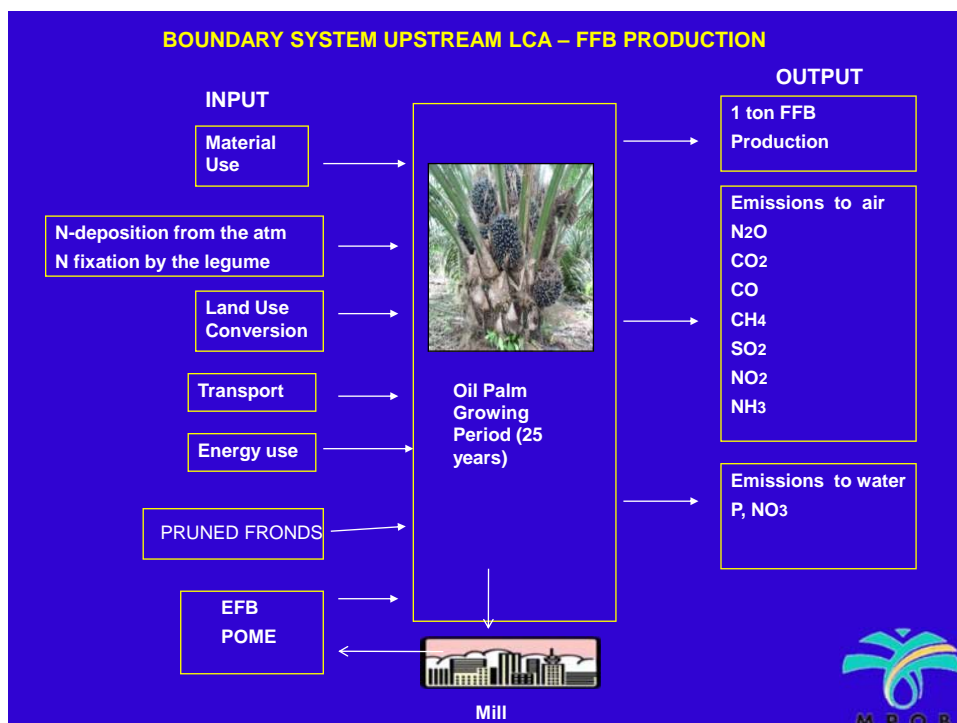 BOUNDARY SYSTEM UPSTREAM LCA – FFB PRODUCTION
INPUT
Material
Use
N-deposition from the atm
N fixation by the legume
Land Use
Conversion
Transport
Energy use
PRUNED FRONDS
EFB
POME
Oil Palm
Growing
Period (25
years)
Mill
OUTPUT
1 ton FFB
Production
Emissions to air
N2O
CO2
CO
CH4
SO2
NO2
NH3
Emissions to water
P, NO3
MPOB